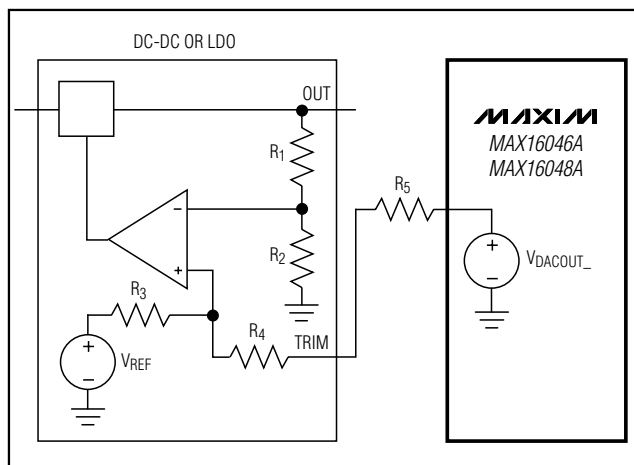 DC-DC OR LDO
OUT
R1
MAXIM
MAX16046A
MAX16048A
R5
−
R2
+
VDACOUT_
−
+
R3
R4
TRIM
+
VREF
−